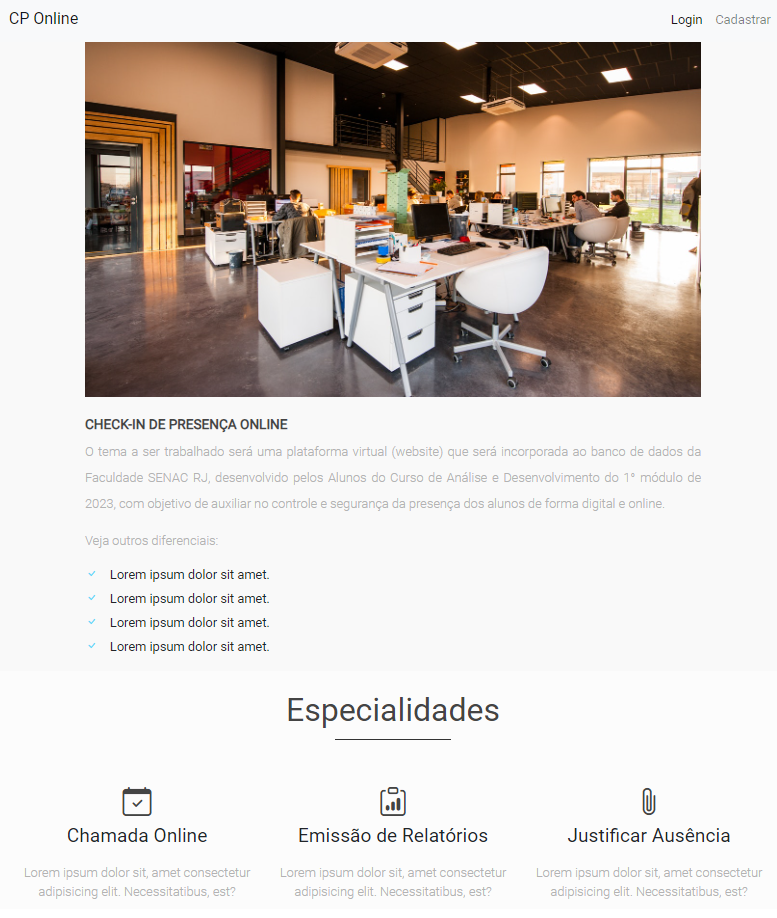 CP Online
Login Cadastrar
CHECK-IN DE PRESENÇA ONLINE
O tema a ser trabalhado será uma plataforma virtual (website) que será incorporada ao banco de dados da
Faculdade SENAC RJ, desenvolvido pelos Alunos do Curso de Análise e Desenvolvimento do 1° módulo de
2023, com objetivo de auxiliar no controle e segurança da presença dos alunos de forma digital e online.
Veja outros diferenciais:
Lorem ipsum dolor sit amet.
Lorem ipsum dolor sit amet.
Lorem ipsum dolor sit amet.
Lorem ipsum dolor sit amet.
Especialidades
Chamada Online
Lorem ipsum dolor sit, amet consectetur
adipisicing elit. Necessitatibus, est?
Emissão de Relatórios
Lorem ipsum dolor sit, amet consectetur
adipisicing elit. Necessitatibus, est?
Justificar Ausência
Lorem ipsum dolor sit, amet consectetur
adipisicing elit. Necessitatibus, est?